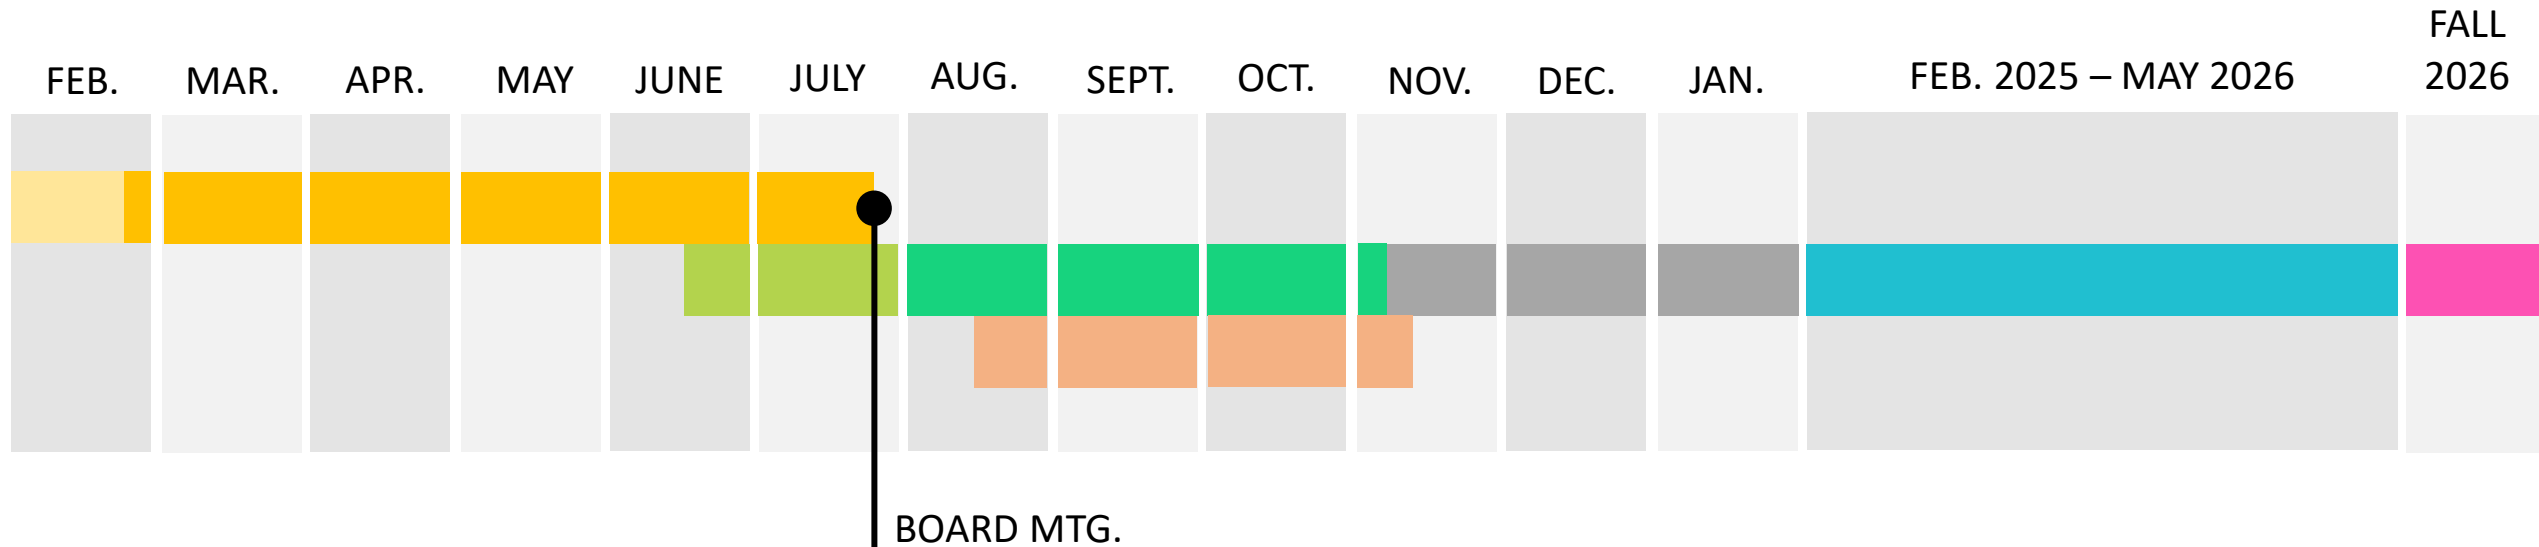 FEB.
MAR.
APR.
MAY
JUNE
JULY
AUG.
SEPT.
OCT.
NOV.
DEC.
JAN.
FEB. 2025 – MAY 2026
FALL
2026
BOARD MTG.